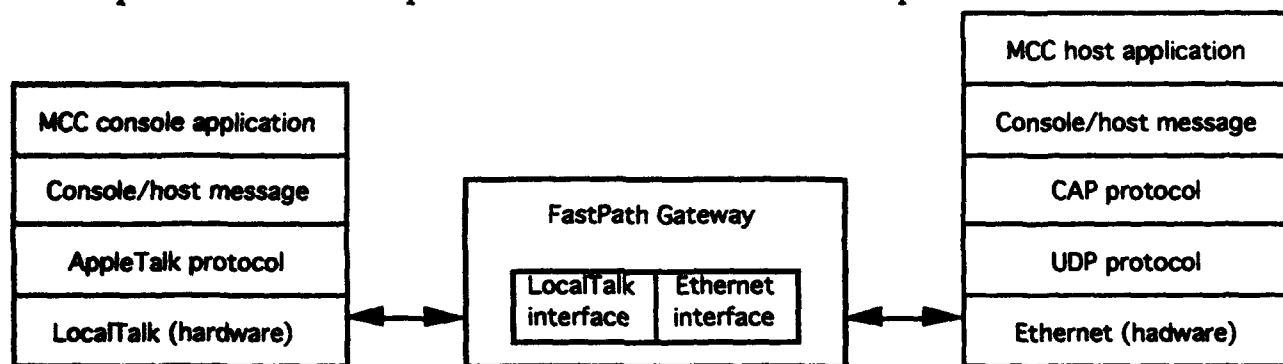 MCC host application
MCC console application
Console/host message
Console/host message
CAP protocol
FastPath Gateway
AppleTalk protocol
UDP protocol
LocalTalk
interface
Ethernet
interface
LocalTalk (hardware)
Ethernet (hadware)